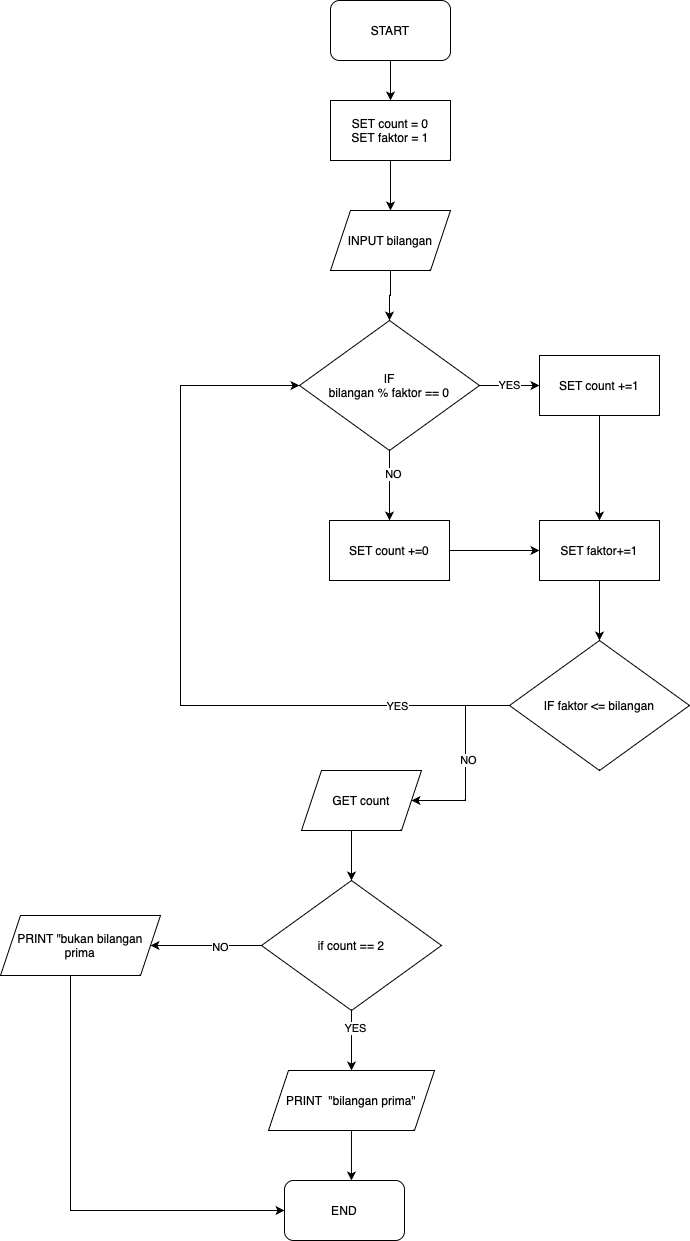 START
SET count = 0
SET faktor = 1
INPUT bilangan
IF
bilangan % faktor == 0
YES
SET count +=1
NO
SET count +=0
SET faktor+=1
IF faktor <= bilangan
YES
NO
GET count
if count == 2
NO
PRINT "bukan bilangan
prima
YES
PRINT  "bilangan prima"
END